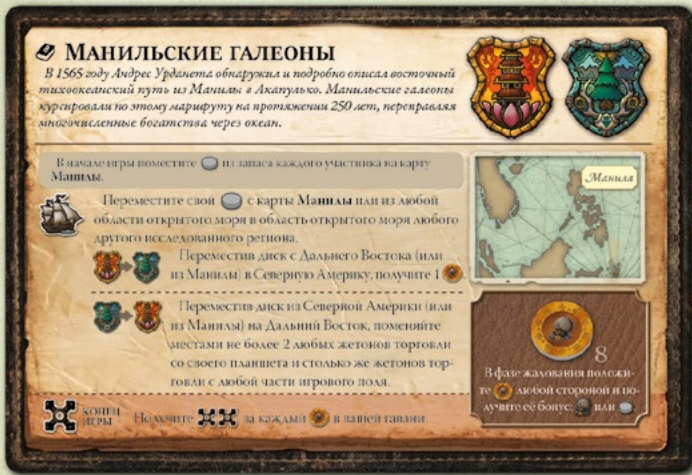 МАНИЛЬСКИЕ ГАЛЕОНЫ
В 1565 году Андрес Урданета обнаружил и подробно описал восточный
тихоокеанский путь из Манилы в Акапулько. Манильские галеоны
курсировали по этому маршруту на протяжении 250 лет, переправляя
многочисленные богатства через океан.
В начале игры поместите из запаса каждого участника на карту
Манилы.
Манила
Переместите свой с карты Манилы или из любой
области открытого моря в область открытого моря любого
другого исследованного региона.
Переместив диск с Дальнего Востока (или
из Манилы) в Северную Америку, получите 1
Переместив диск из Северной Америки (или
из Манилы) на Дальний Восток, поменяйте
местами не более 2 любых жетонов торговли
со своего планшета и столько же жетонов тор-
говли с любой части игрового поля.
8
В фазе жалования положи-
те любой стороной и по-
лучите её бонус: или .
КОНЕЦ
ИГРЫ
Получите за каждый в вашей гавани.